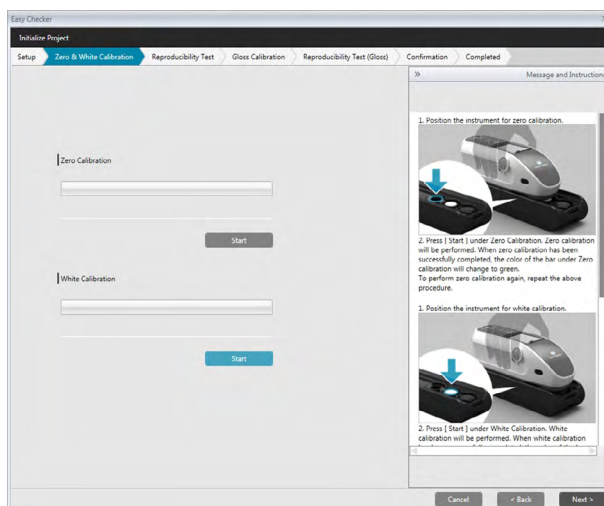 Easy Checker
Initialize Project
Setup
Zero & White Calibration
Reproducibility Test
Gloss Calibration
Reproducibility Test (Gloss)
Confirmation
Completed
Zero Calibration
Start
White Calibration
Start
» Message and Instructions
1. Position the instrument for zero calibration.
2. Press [ Start ] under Zero Calibration. Zero calibration
will be performed. When zero calibration has been
successfully completed, the color of the bar under Zero
calibration will change to green.
To perform zero calibration again, repeat the above
procedure.
1. Position the instrument for white calibration.
2. Press [ Start ] under White Calibration. White
calibration will be performed. When white calibration
Cancel
< Back
Next >